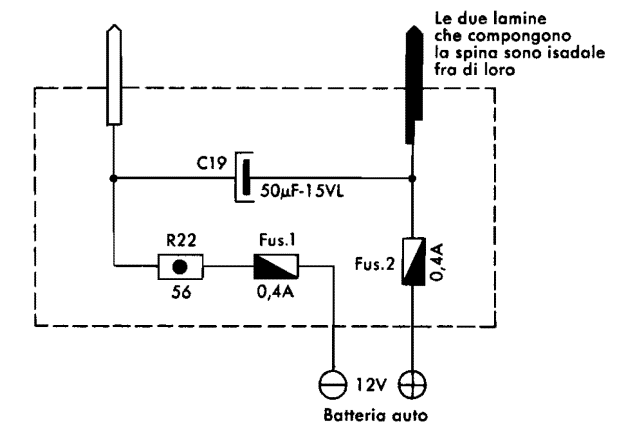 Le due lamine
che compongono
la spina sono isadale
fra di loro
C19
50µF-15VL
R22
56
Fus.1
0,4A
Fus.2
0,4A
12V
Batteria auto